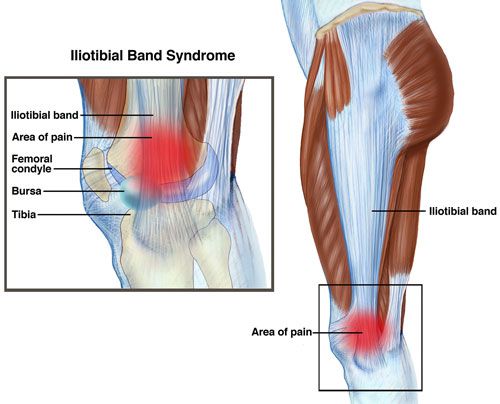 Iliotibial Band Syndrome
Iliotibial band
Area of pain
Femoral
condyle
Bursa
Tibia
Iliotibial band
Area of pain